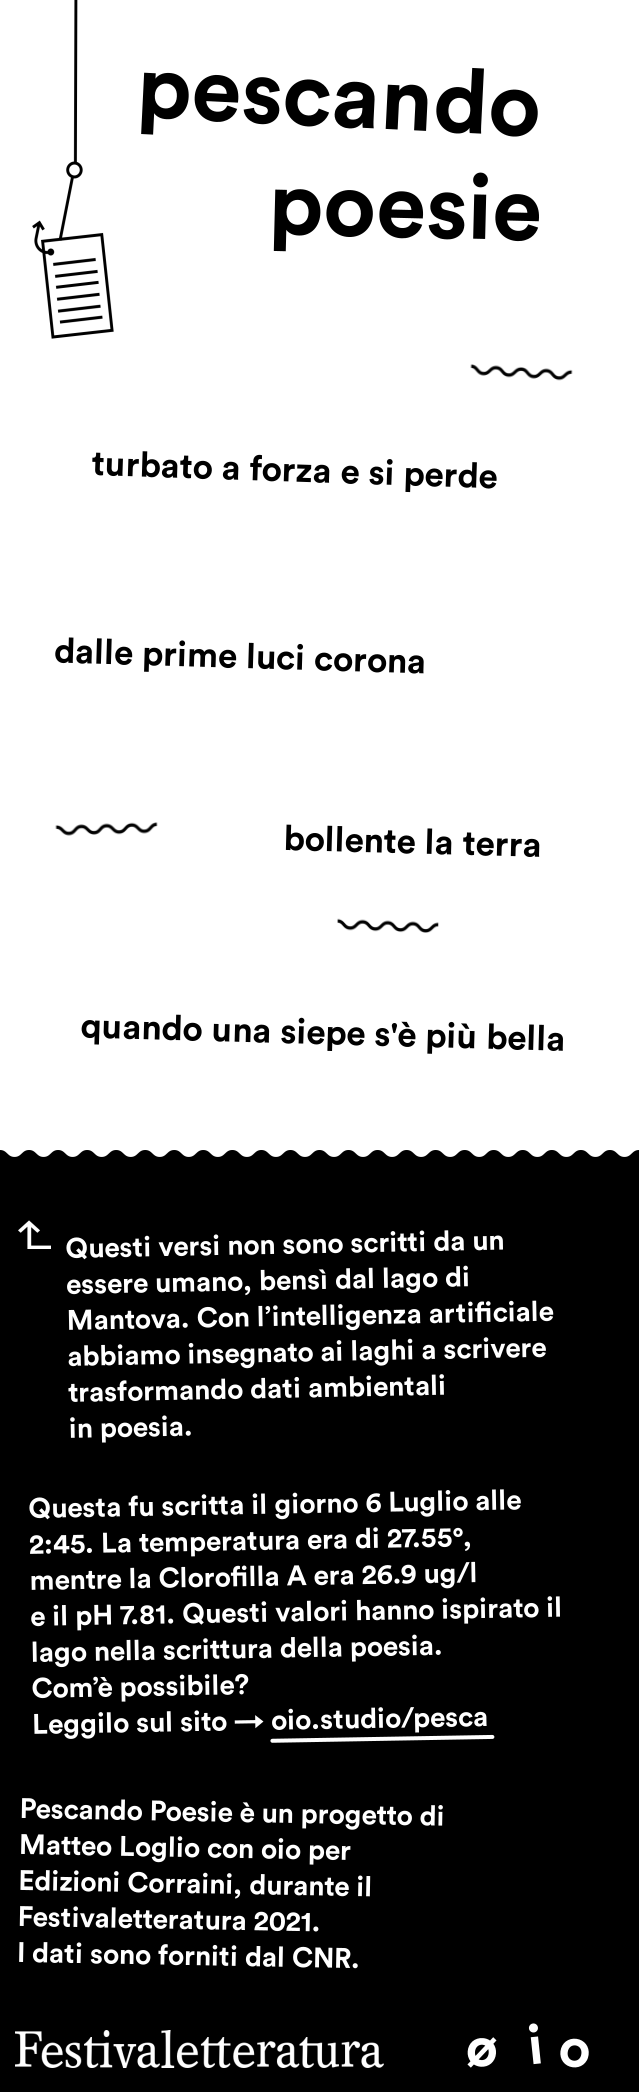 pescando
poesie
turbato a forza e si perde
dalle prime luci corona
bollente la terra
quando una siepe s'è più bella
Questi versi non sono scritti da un
essere umano, bensì dal lago di
Mantova. Con l’intelligenza artificiale
abbiamo insegnato ai laghi a scrivere
trasformando dati ambientali
in poesia.
Questa fu scritta il giorno 6 Luglio alle
2:45. La temperatura era di 27.55°,
mentre la Clorofilla A era 26.9 ug/l
e il pH 7.81. Questi valori hanno ispirato il
lago nella scrittura della poesia.
Com’è possibile?
Leggilo sul sito → oio.studio/pesca
Pescando Poesie è un progetto di
Matteo Loglio con oio per
Edizioni Corraini, durante il
Festivaletteratura 2021.
I dati sono forniti dal CNR.
Festivaletteratura
ø i o